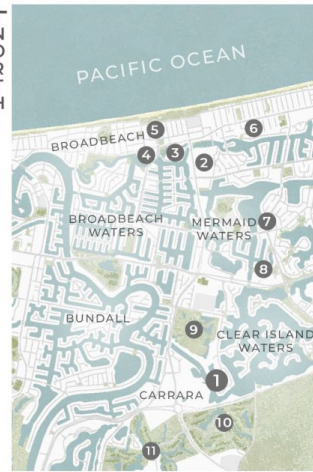 NORTH
PACIFIC OCEAN
BROADBEACH
5
6
4
3
2
BROADBEACH
WATERS
MERMAID
WATERS
7
8
BUNDALL
9
CLEAR ISLAND
WATERS
1
CARRARA
10
11